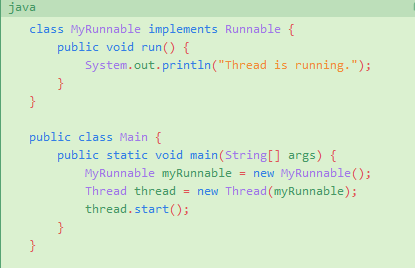 java
class MyRunnable implements Runnable {
    public void run() {
        System.out.println("Thread is running.");
    }
}

public class Main {
    public static void main(String[] args) {
        MyRunnable myRunnable = new MyRunnable();
        Thread thread = new Thread(myRunnable);
        thread.start();
    }
}